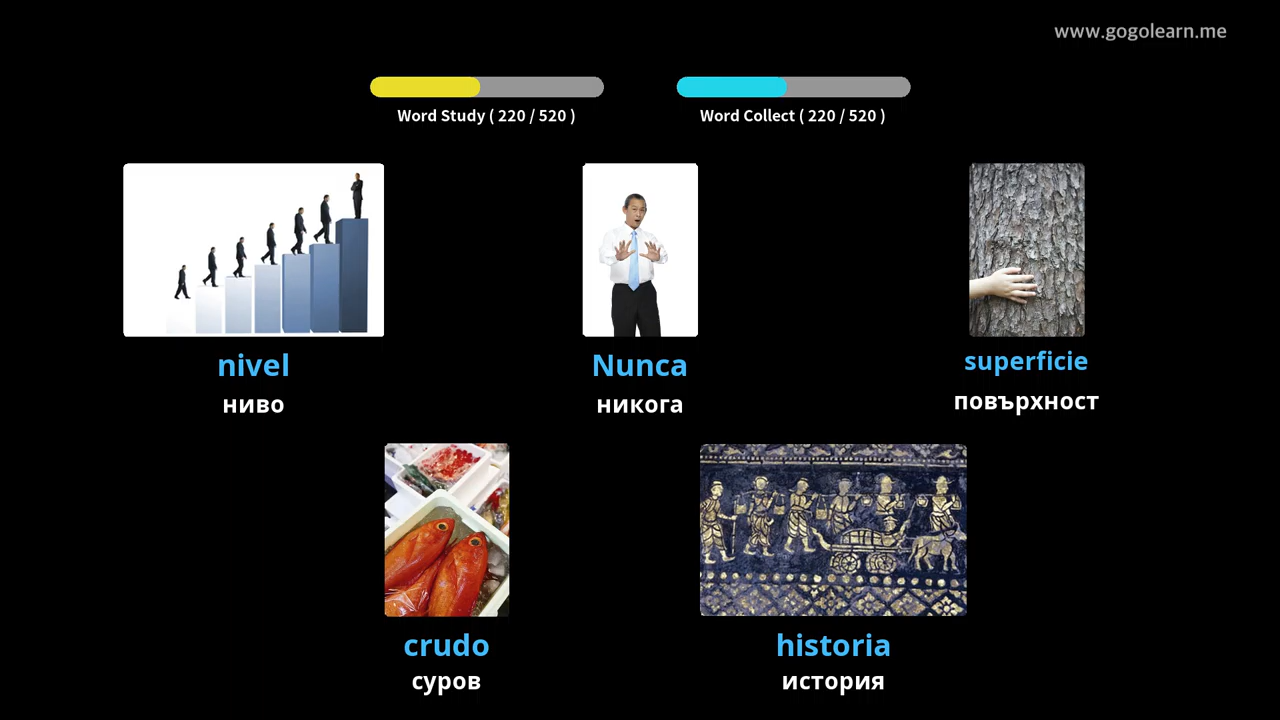 www.gogolearn.me
Word Study ( 220 / 520 )
Word Collect ( 220 / 520 )
nivel
ниво
Nunca
никога
superficie
повърхност
crudo
суров
historia
история